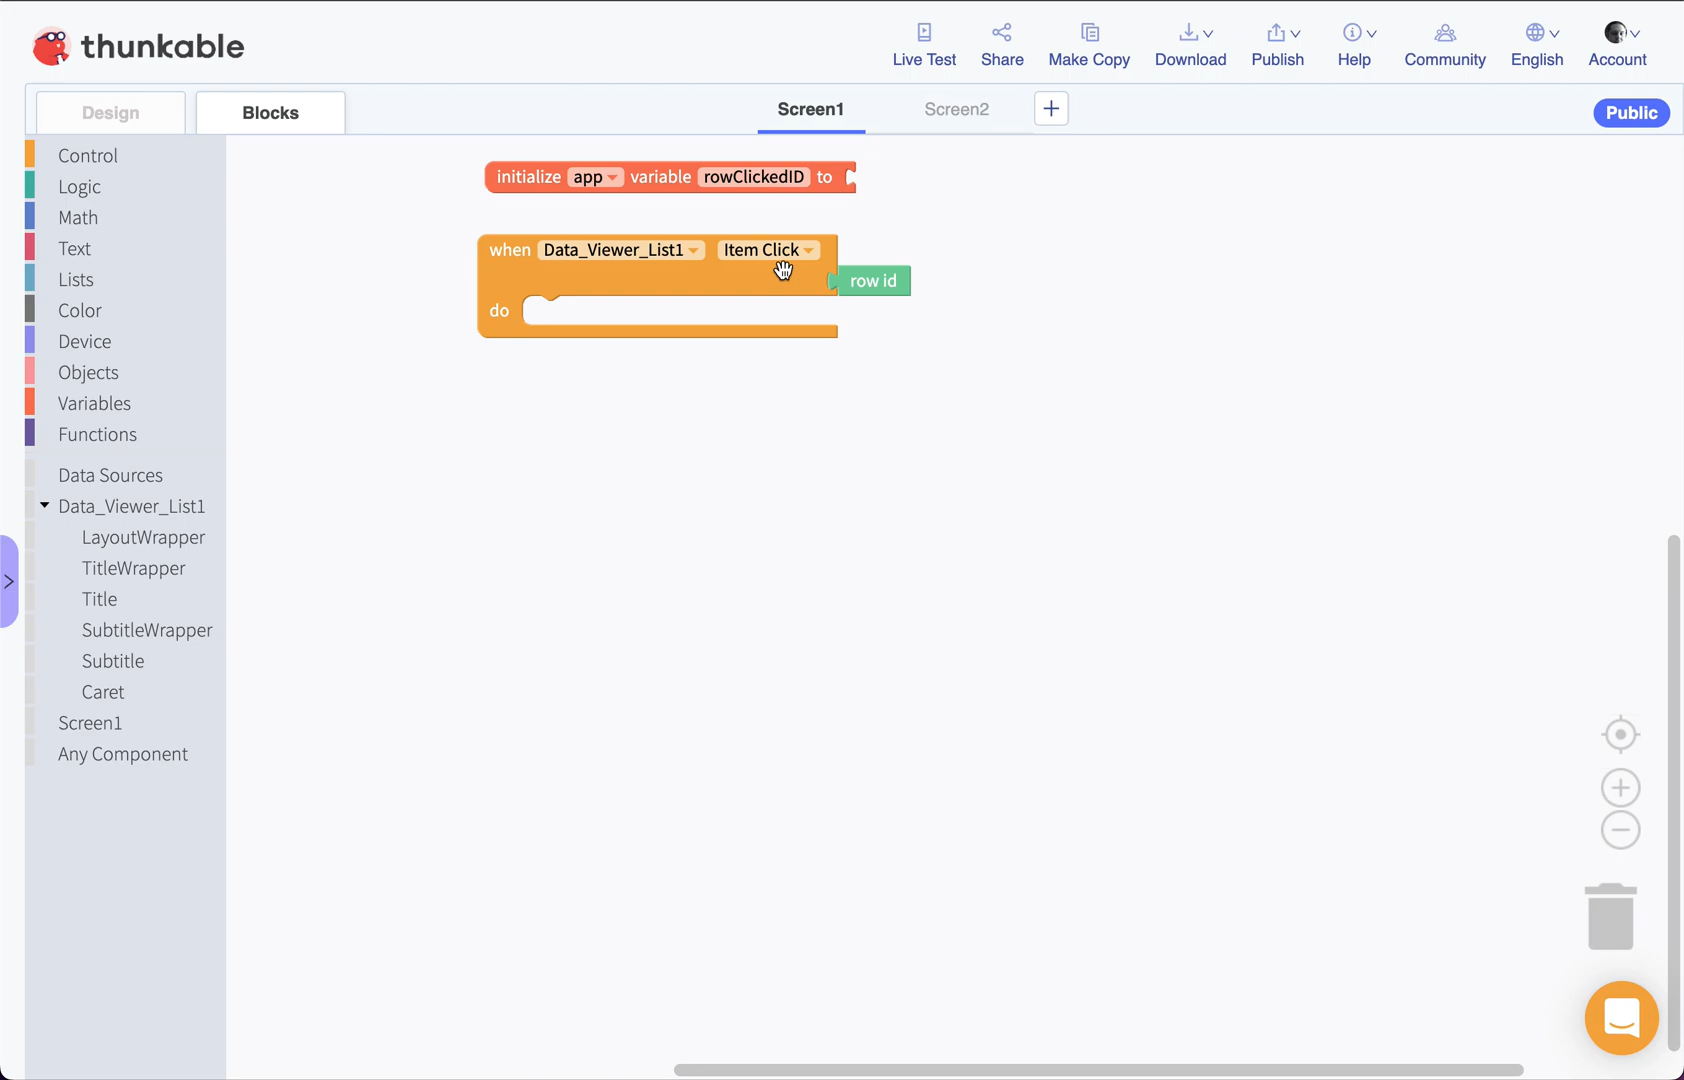 thunkable
Live Test
Share
Make Copy
Download
Publish
Help
Community
English
Account
Design
Blocks
Screen1
Screen2
Public
Control
Logic
Math
Text
Lists
Color
Device
Objects
Variables
Functions
Data Sources
Data_Viewer_List1
LayoutWrapper
TitleWrapper
Title
SubtitleWrapper
Subtitle
Caret
Screen1
Any Component
initialize app variable rowClickedID to
when Data_Viewer_List1 Item Click
row id
do